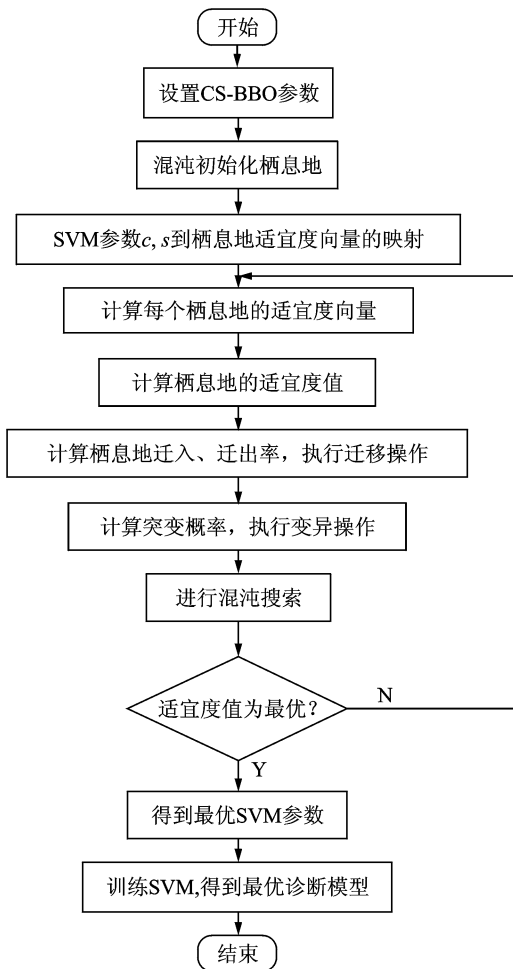 开始
设置CS-BBO参数
混沌初始化栖息地
SVM参数c, s到栖息地适宜度向量的映射
计算每个栖息地的适宜度向量
计算栖息地的适宜度值
计算栖息地迁入、迁出率，执行迁移操作
计算突变概率，执行变异操作
进行混沌搜索
适宜度值为最优？
N
Y
得到最优SVM参数
训练SVM,得到最优诊断模型
结束